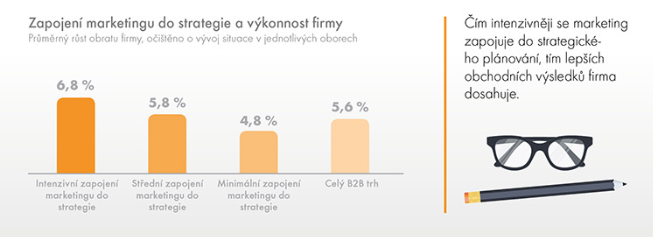 Zapojení marketingu do strategie a výkonnost firmy
Průměrný růst obratu firmy, očištěno o vývoj situace v jednotlivých oborech
6,8 %
5,8 %
4,8 %
5,6 %
Intenzivní zapojení
marketingu do
strategie
Střední zapojení
marketingu do
strategie
Minimální zapojení
marketingu do
strategie
Celý B2B trh
Čím intenzivněji se marketing
zapojuje do strategické-
ho plánování, tím lepších
obchodních výsledků firma
dosahuje.